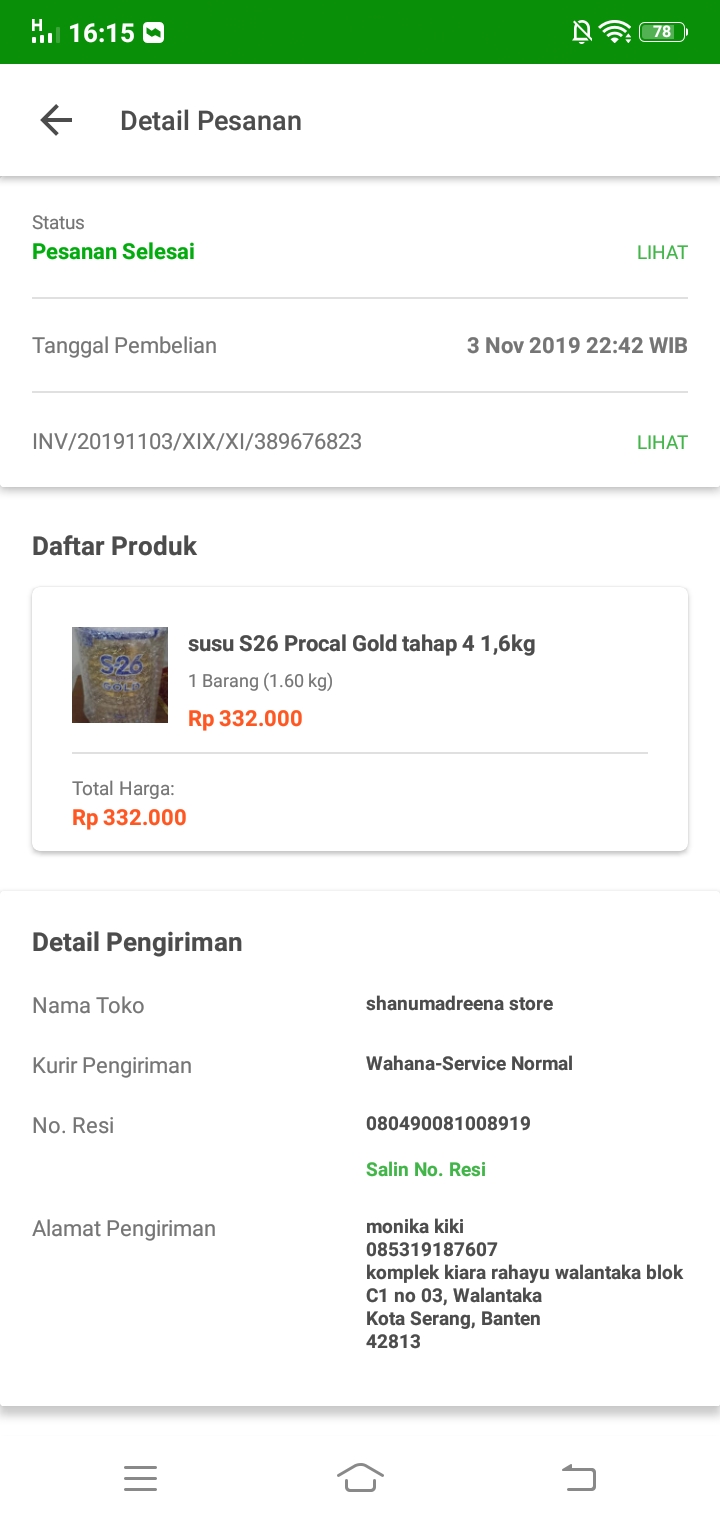 H
16:15
78
Detail Pesanan
Status
Pesanan Selesai
LIHAT
Tanggal Pembelian
3 Nov 2019 22:42 WIB
INV/20191103/XIX/XI/389676823
LIHAT
Daftar Produk
S-26
GOLD
susu S26 Procal Gold tahap 4 1,6kg
1 Barang (1.60 kg)
Rp 332.000
Total Harga:
Rp 332.000
Detail Pengiriman
Nama Toko
shanumadreena store
Kurir Pengiriman
Wahana-Service Normal
No. Resi
080490081008919
Salin No. Resi
Alamat Pengiriman
monika kiki
085319187607
komplek kiara rahayu walantaka blok
C1 no 03, Walantaka
Kota Serang, Banten
42813